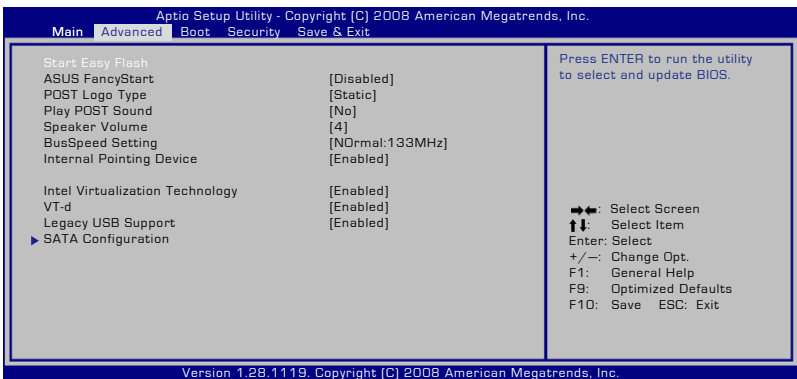 Aptio Setup Utility - Copyright (C) 2008 American Megatrends, Inc.
Main Advanced Boot Security Save & Exit
Start Easy Flash
ASUS FancyStart [Disabled]
POST Logo Type [Static]
Play POST Sound [No]
Speaker Volume [4]
BusSpeed Setting [NOrmal:133MHz]
Internal Pointing Device [Enabled]
Intel Virtualization Technology [Enabled]
VT-d [Enabled]
Legacy USB Support [Enabled]
SATA Configuration
Press ENTER to run the utility
to select and update BIOS.
→←: Select Screen
↑↓: Select Item
Enter: Select
+/—: Change Opt.
F1: General Help
F9: Optimized Defaults
F10: Save ESC: Exit
Version 1.28.1119. Copyright (C) 2008 American Megatrends, Inc.